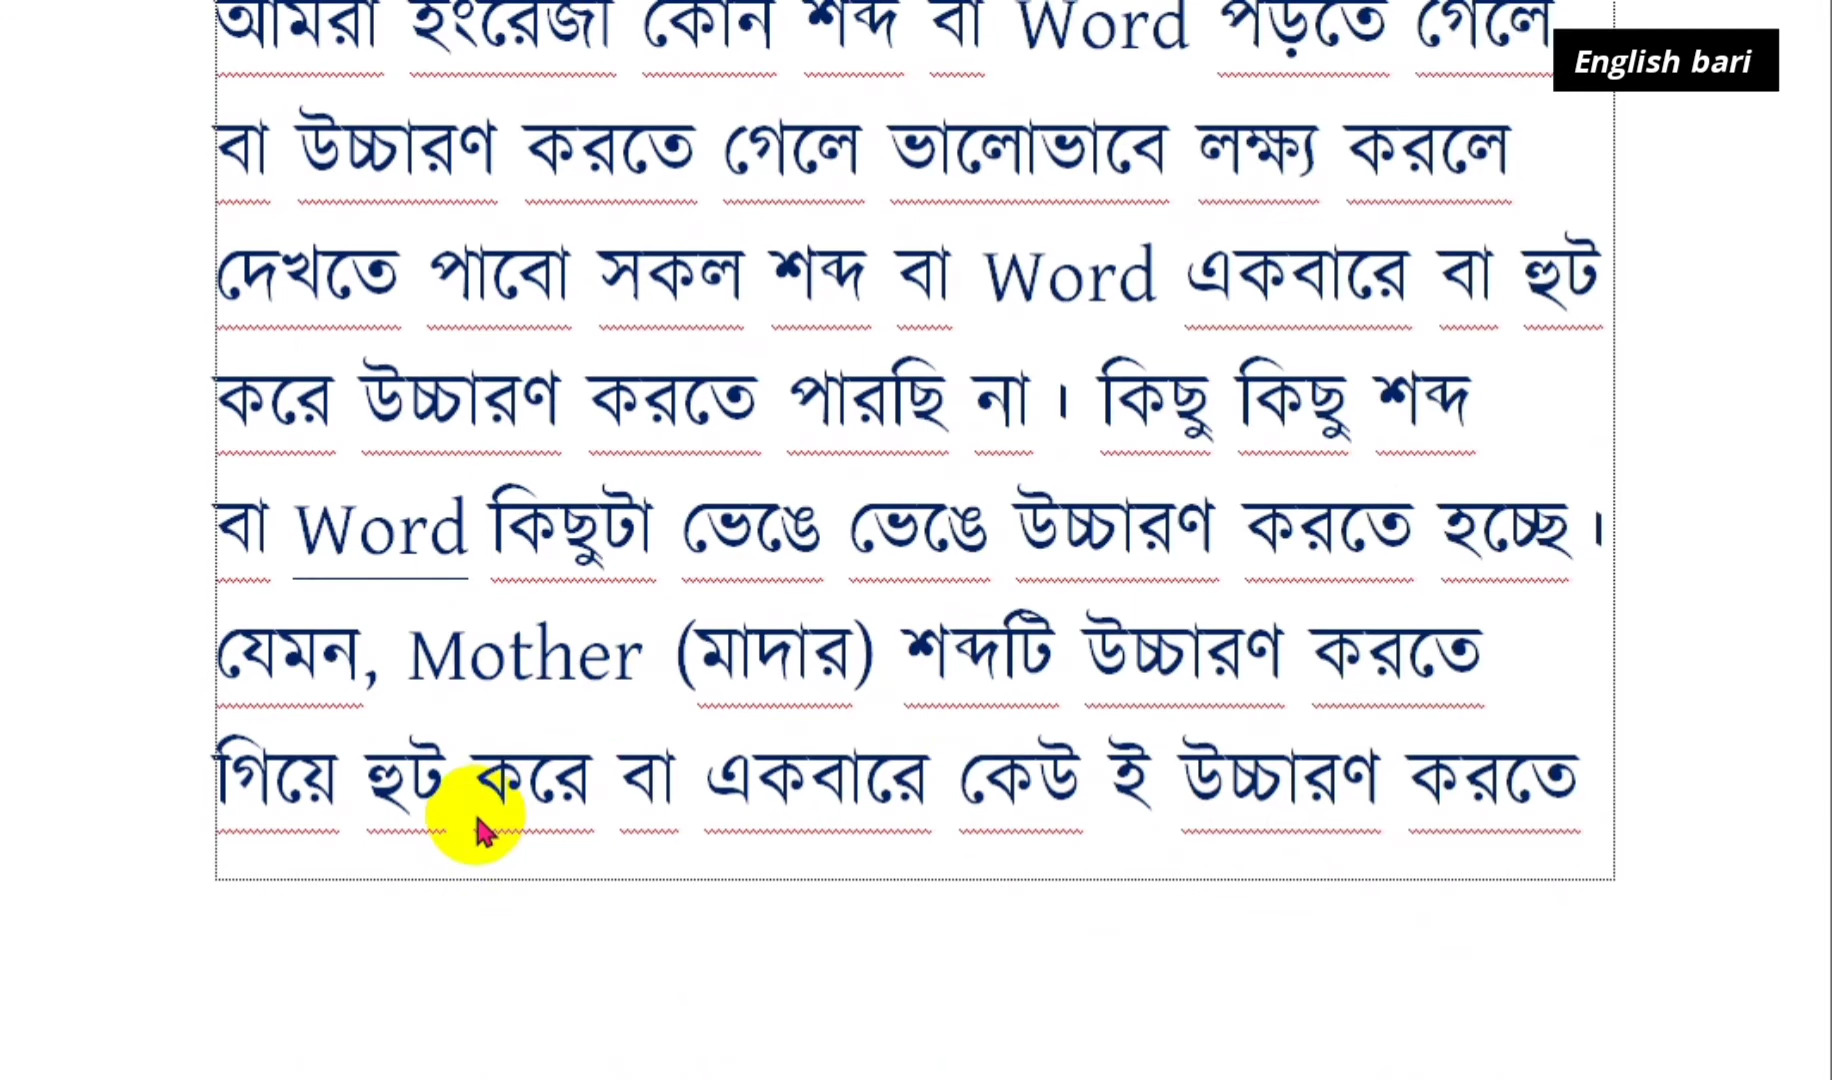 আমরা ইংরেজী কোন শব্দ বা Word পড়তে গেলে
English bari
বা উচ্চারণ করতে গেলে ভালোভাবে লক্ষ্য করলে
দেখতে পাবো সকল শব্দ বা Word একবারে বা হুট
করে উচ্চারণ করতে পারছি না। কিছু কিছু শব্দ
বা Word কিছুটা ভেঙে ভেঙে উচ্চারণ করতে হচ্ছে।
যেমন, Mother (মাদার) শব্দটি উচ্চারণ করতে
গিয়ে হুট করে বা একবারে কেউ ই উচ্চারণ করতে